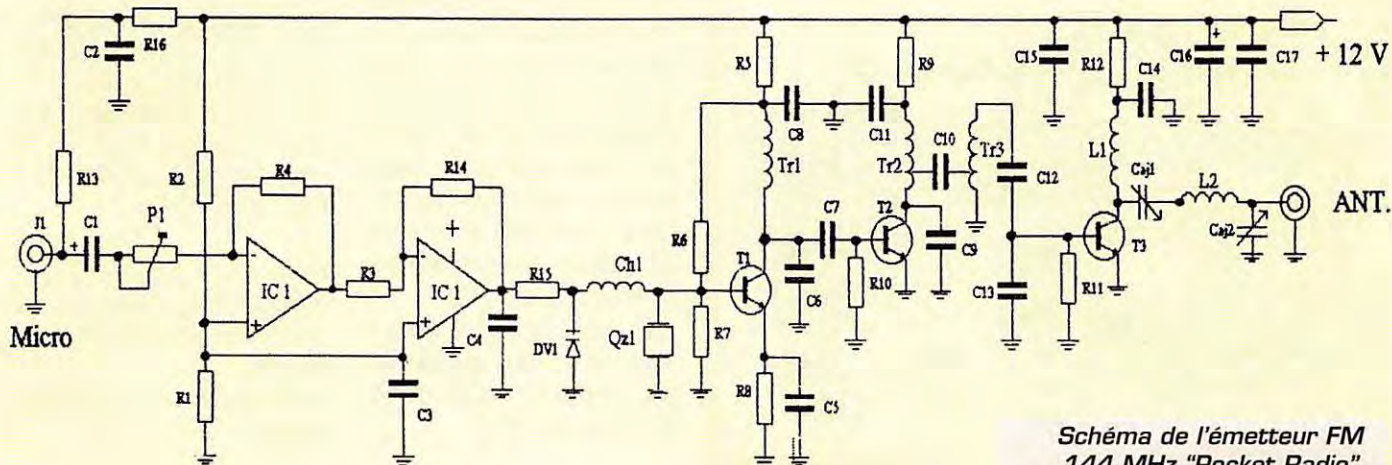 C2
R16
R13
J1
Micro
C1
P1
R2
R1
R4
IC 1
R3
R14
IC 1
C4
C3
R15
DV1
Ch1
Qz1
R6
R7
R5
C8
Tr1
T1
R8
C5
C6
C7
R10
C11
R9
Tr2
T2
C9
C10
Tr3
C12
C13
R11
C15
R12
C14
L1
T3
Caj1
L2
Caj2
C16
C17
+ 12 V
ANT.
Schéma de l'émetteur FM
144 MHz "Pocket Radio"